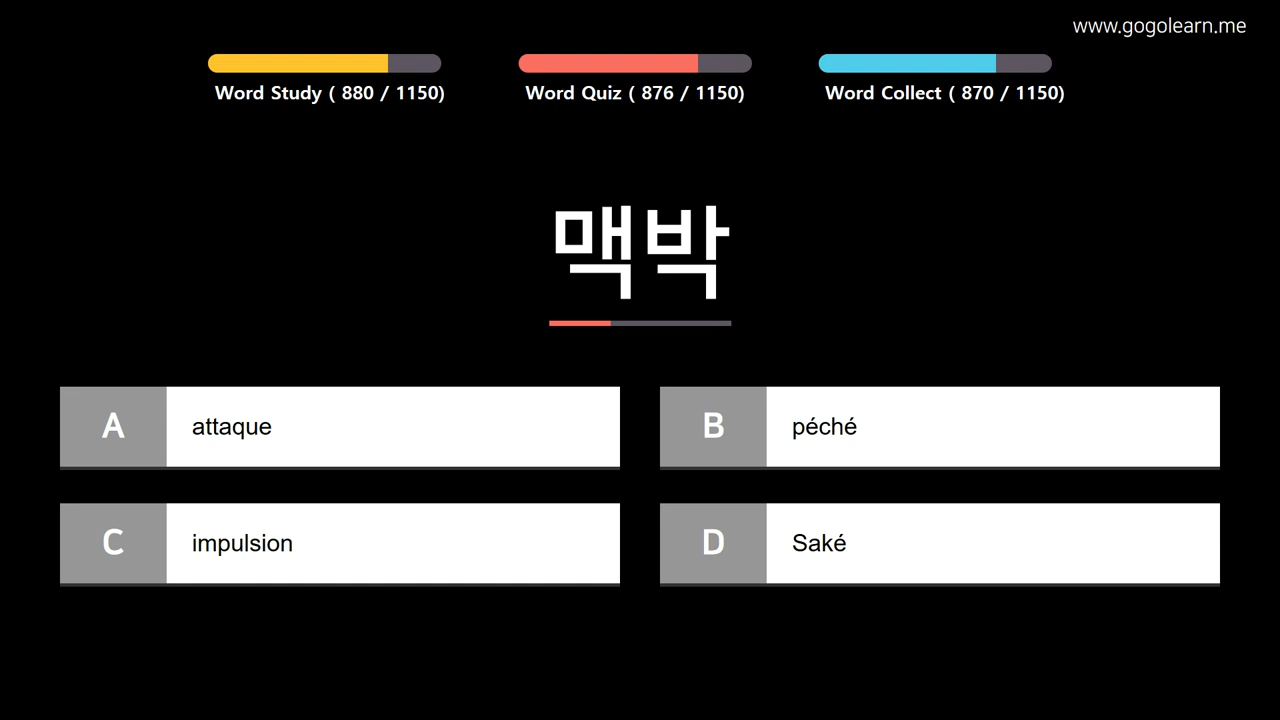 www.gogolearn.me
Word Study ( 880 / 1150)
Word Quiz ( 876 / 1150)
Word Collect ( 870 / 1150)
맥박
A attaque
B péché
C impulsion
D Saké